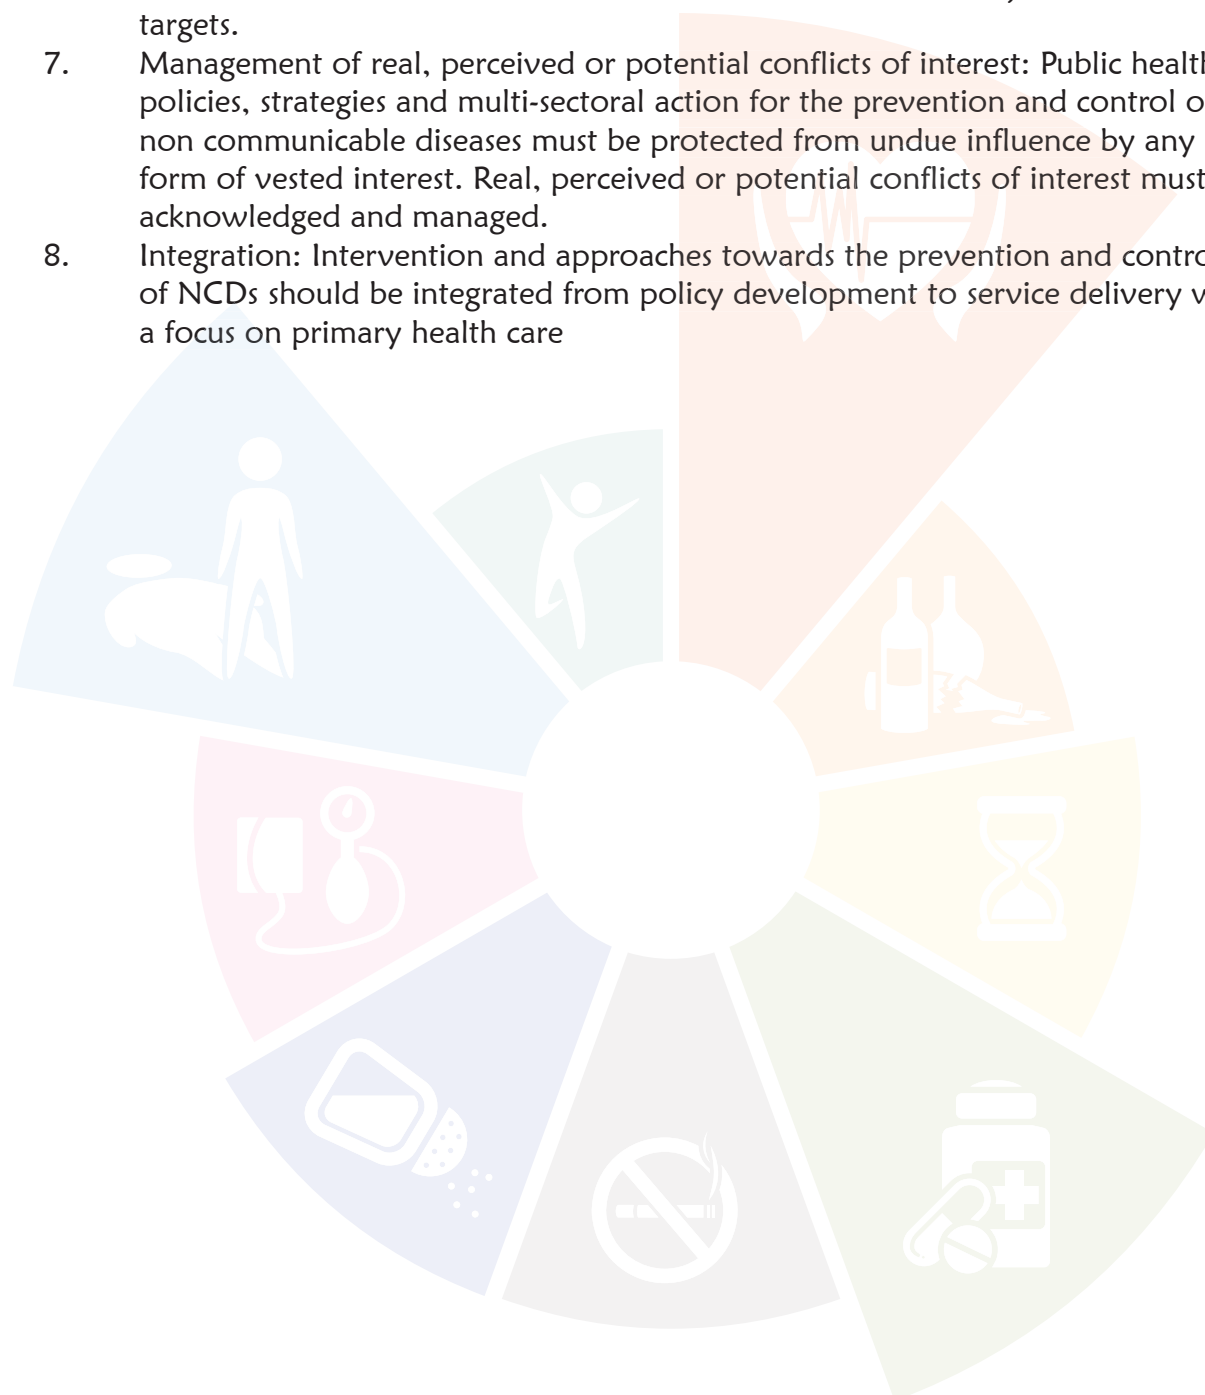 targets.
7. Management of real, perceived or potential conflicts of interest: Public health
policies, strategies and multi-sectoral action for the prevention and control
non communicable diseases must be protected from undue influence by any
form of vested interest. Real, perceived or potential conflicts of interest must
acknowledged and managed.
8. Integration: Intervention and approaches towards the prevention and
of NCDs should be integrated from policy development to service delivery
a focus on primary health care